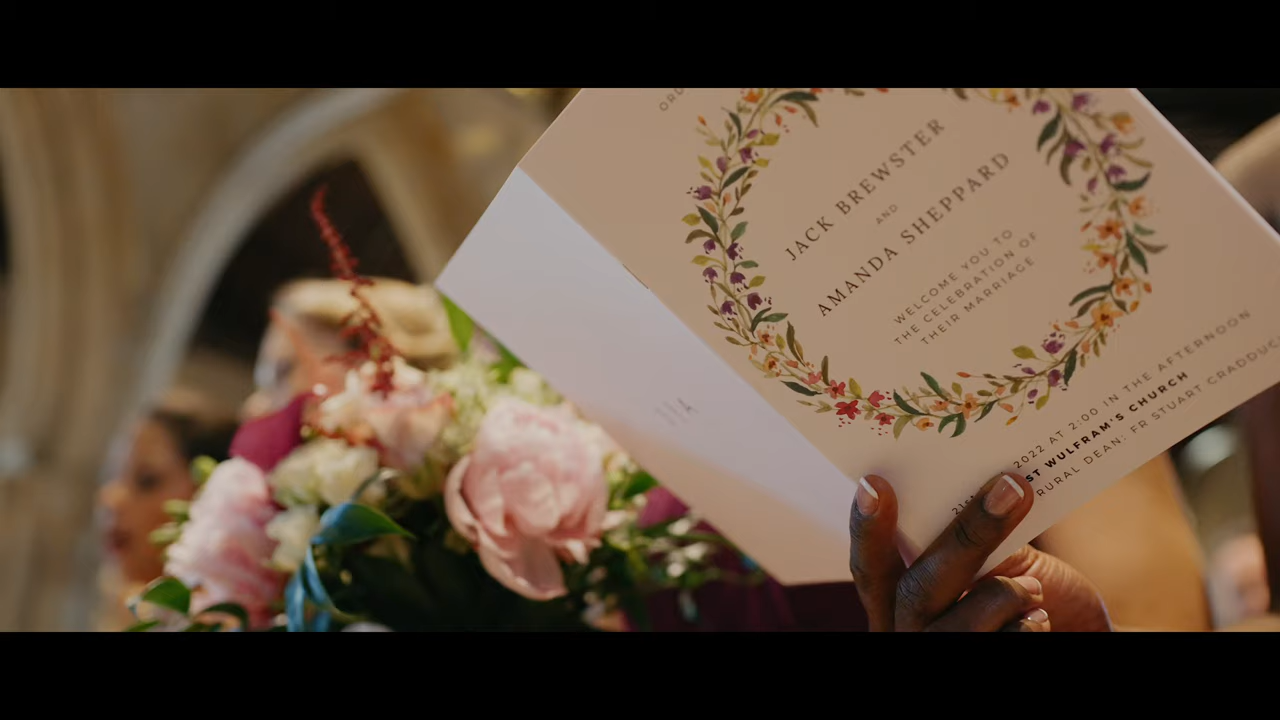 JACK BREWSTER
AND
AMANDA SHEPPARD
WELCOME YOU TO
THE CELEBRATION OF
THEIR MARRIAGE
2022 AT 2:00 IN THE AFTERNOON
ST WULFRAM'S CHURCH
RURAL DEAN: FR STUART CRADDUCK